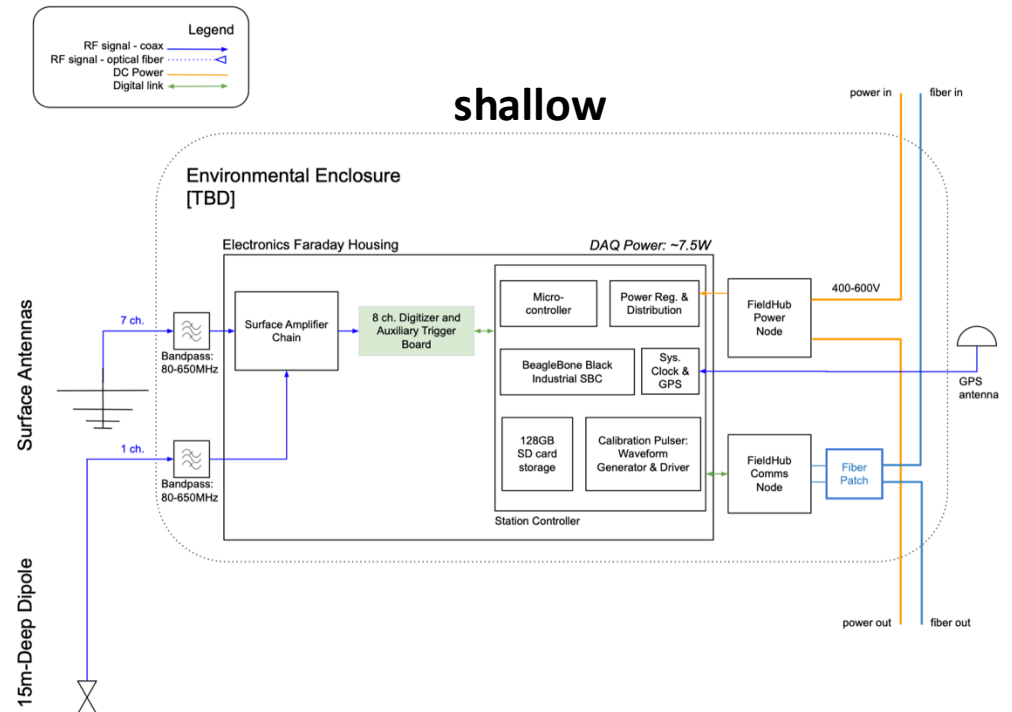 Legend
RF signal - coax
RF signal - optical fiber
DC Power
Digital link
shallow
power in
fiber in
Environmental Enclosure
[TBD]
Electronics Faraday Housing
DAQ Power: ~7.5W
Surface Antennas
7 ch.
Bandpass:
80-650MHz
Surface Amplifier
Chain
8 ch. Digitizer and
Auxiliary Trigger
Board
Micro-
controller
Power Reg. &
Distribution
BeagleBone Black
Industrial SBC
Sys.
Clock &
GPS
128GB
SD card
storage
Calibration Pulser:
Waveform
Generator & Driver
Station Controller
FieldHub
Power
Node
400-600V
GPS
antenna
FieldHub
Comms
Node
Fiber
Patch
1 ch.
Bandpass:
80-650MHz
15m-Deep Dipole
power out
fiber out